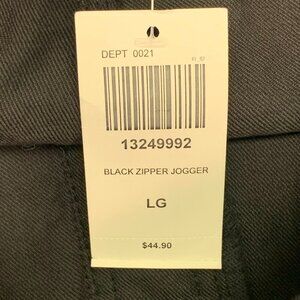 DEPT 0021
13249992
BLACK ZIPPER JOGGER
LG
$44.90